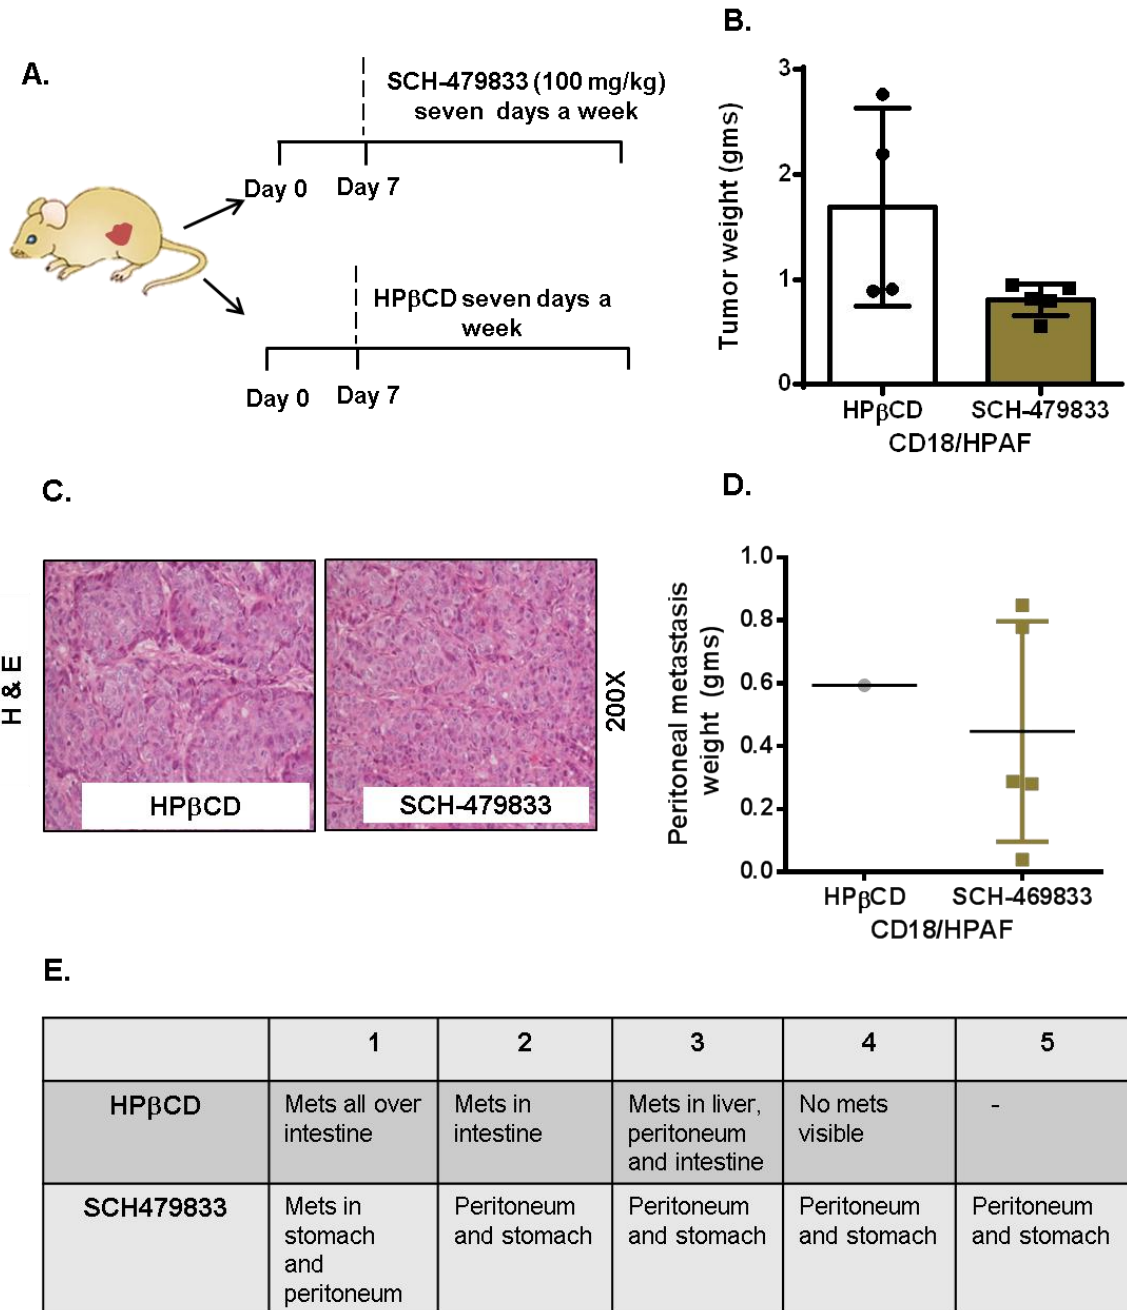 A.
SCH-479833 (100 mg/kg)
seven days a week
Day 0
Day 7
HPβCD seven days a
week
Day 0
Day 7
B.
Tumor weight (gms)
3
2
1
0
HPβCD
SCH-479833
CD18/HPAF
C.
H & E
HPβCD
SCH-479833
200X
D.
Peritoneal metastasis
weight (gms)
1.0
0.8
0.6
0.4
0.2
0.0
HPβCD
SCH-469833
CD18/HPAF
E.
1
2
3
4
5
HPβCD
Mets all over
intestine
Mets in
intestine
Mets in liver,
peritoneum
and intestine
No mets
visible
-
SCH479833
Mets in
stomach
and
peritoneum
Peritoneum
and stomach
Peritoneum
and stomach
Peritoneum
and stomach
Peritoneum
and stomach